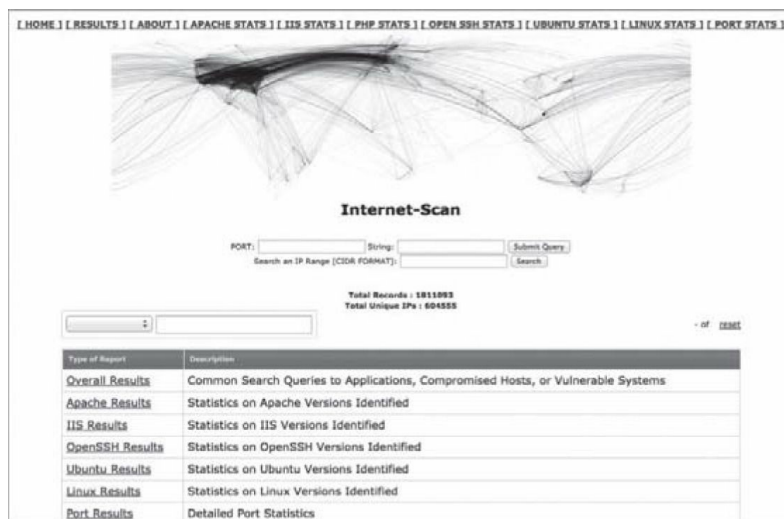 [ HOME ] [ RESULTS ] [ ABOUT ] [ APACHE STATS ] [ IIS STATS ] [ PHP STATS ] [ OPEN SSH STATS ] [ UBUNTU STATS ] [ LINUX STATS ] [ PORT STATS ]
Internet-Scan
PORT: String: Submit Query
Search an IP Range [CIDR FORMAT]: Search
Total Records : 1811093
Total Unique IPs : 604555
- of reset
Type of Report Description
Overall Results Common Search Queries to Applications, Compromised Hosts, or Vulnerable Systems
Apache Results Statistics on Apache Versions Identified
IIS Results Statistics on IIS Versions Identified
OpenSSH Results Statistics on OpenSSH Versions Identified
Ubuntu Results Statistics on Ubuntu Versions Identified
Linux Results Statistics on Linux Versions Identified
Port Results Detailed Port Statistics